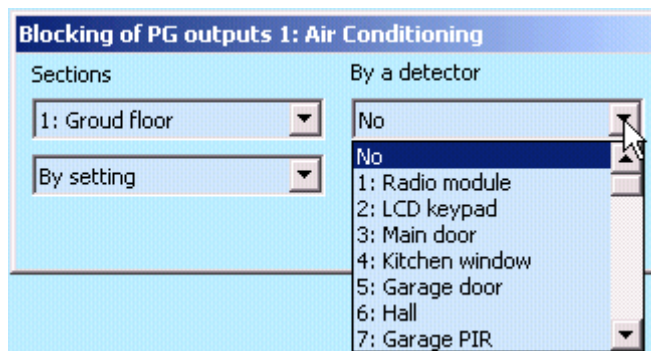 Blocking of PG outputs 1: Air Conditioning
Sections
By a detector
1: Groud floor
No
By setting
No
1: Radio module
2: LCD keypad
3: Main door
4: Kitchen window
5: Garage door
6: Hall
7: Garage PIR